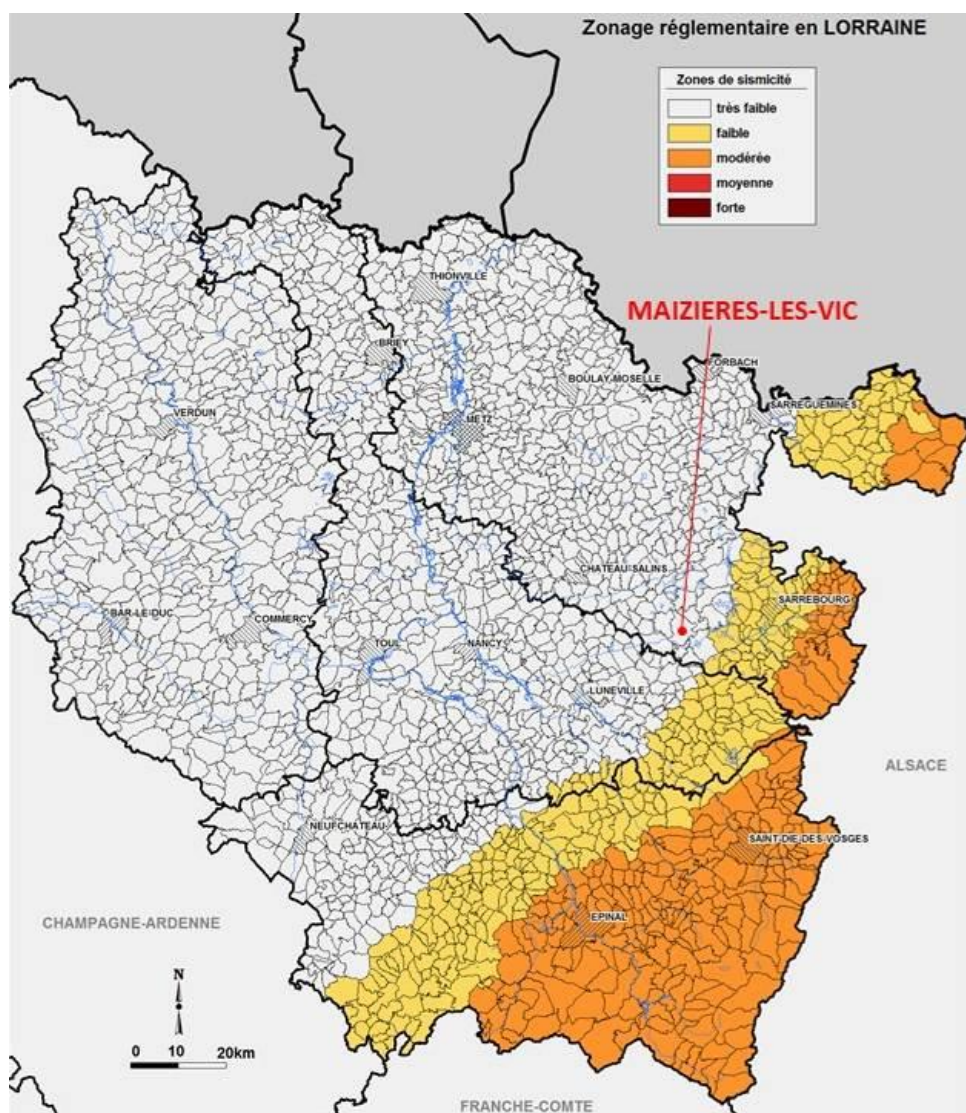 Zonage réglementaire en LORRAINE
Zones de sismicité
très faible
faible
modérée
moyenne
forte
THIONVILLE
MAIZIERES-LES-VIC
BRIEY
FORBACH
BOULAY-MOSELLE
SARREGUEMINES
VERDUN
METZ
CHATEAU-SALINS
SARREBOURG
BAR-LE-DUC
COMMERCY
TOUL
NANCY
LUNEVILLE
ALSACE
NEUFCHATEAU
SAINT-DIE-DES-VOSGES
EPINAL
CHAMPAGNE-ARDENNE
N
0 10 20km
FRANCHE-COMTE